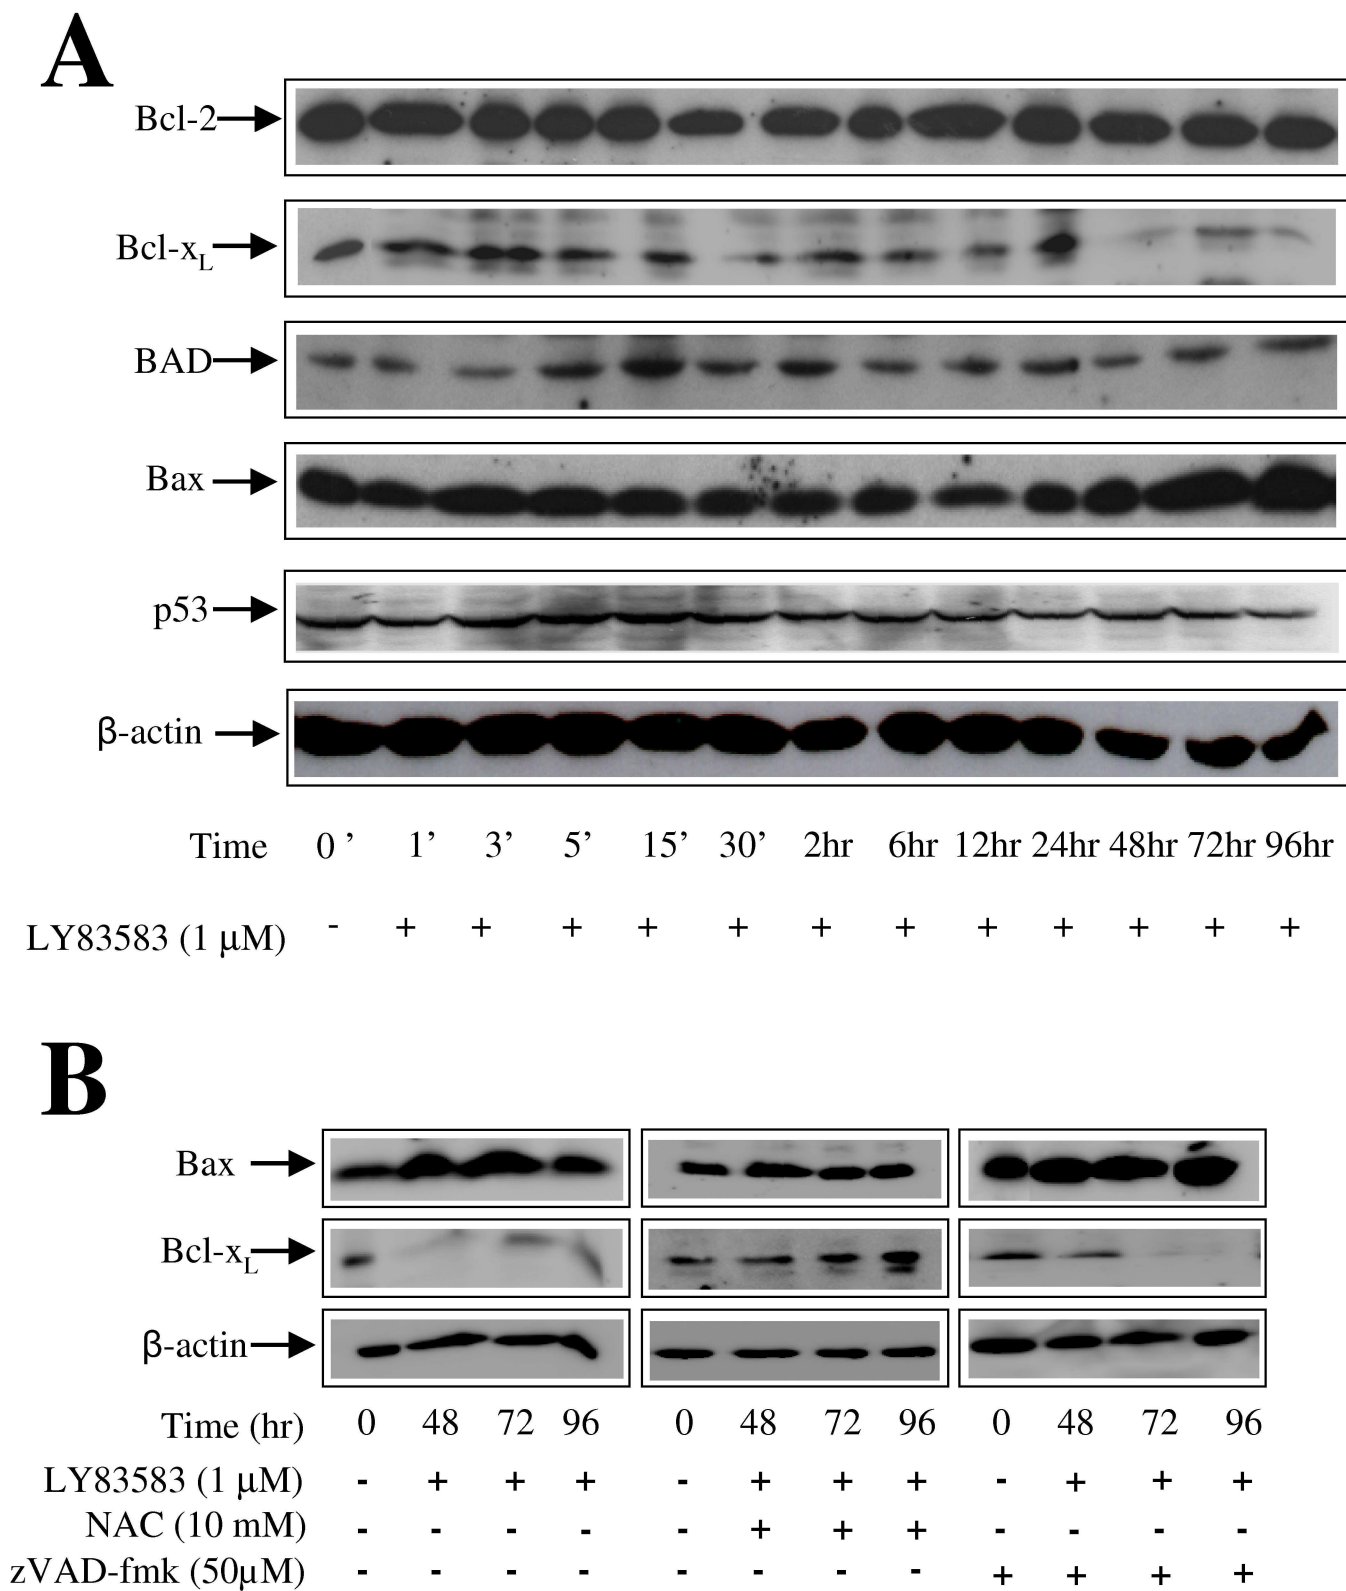 A
Bcl-2
Bcl-xL
BAD
Bax
p53
β-actin
Time 0 ’ 1’ 3’ 5’ 15’ 30’ 2hr 6hr 12hr 24hr 48hr 72hr 96hr
LY83583 (1 μM) - + + + + + + + + + + + +
B
Bax
Bcl-xL
β-actin
Time (hr) 0 48 72 96 0 48 72 96 0 48 72 96
LY83583 (1 μM) - + + + - + + + - + + +
NAC (10 mM) - - - - - + + + - - - -
zVAD-fmk (50μM) - - - - - - - - + + + +